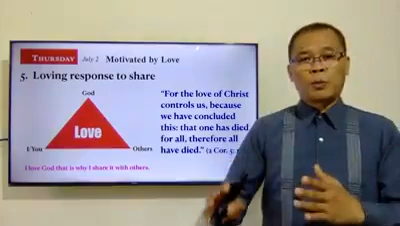 THURSDAY July 2 Motivated by Love
5. Loving response to share
God
Love
I/You
Others
I love God that is why I share it with others.
"For the love of Christ
controls us, because
we have concluded
this: that one has died
for all, therefore all
have died." (2 Cor. 5: